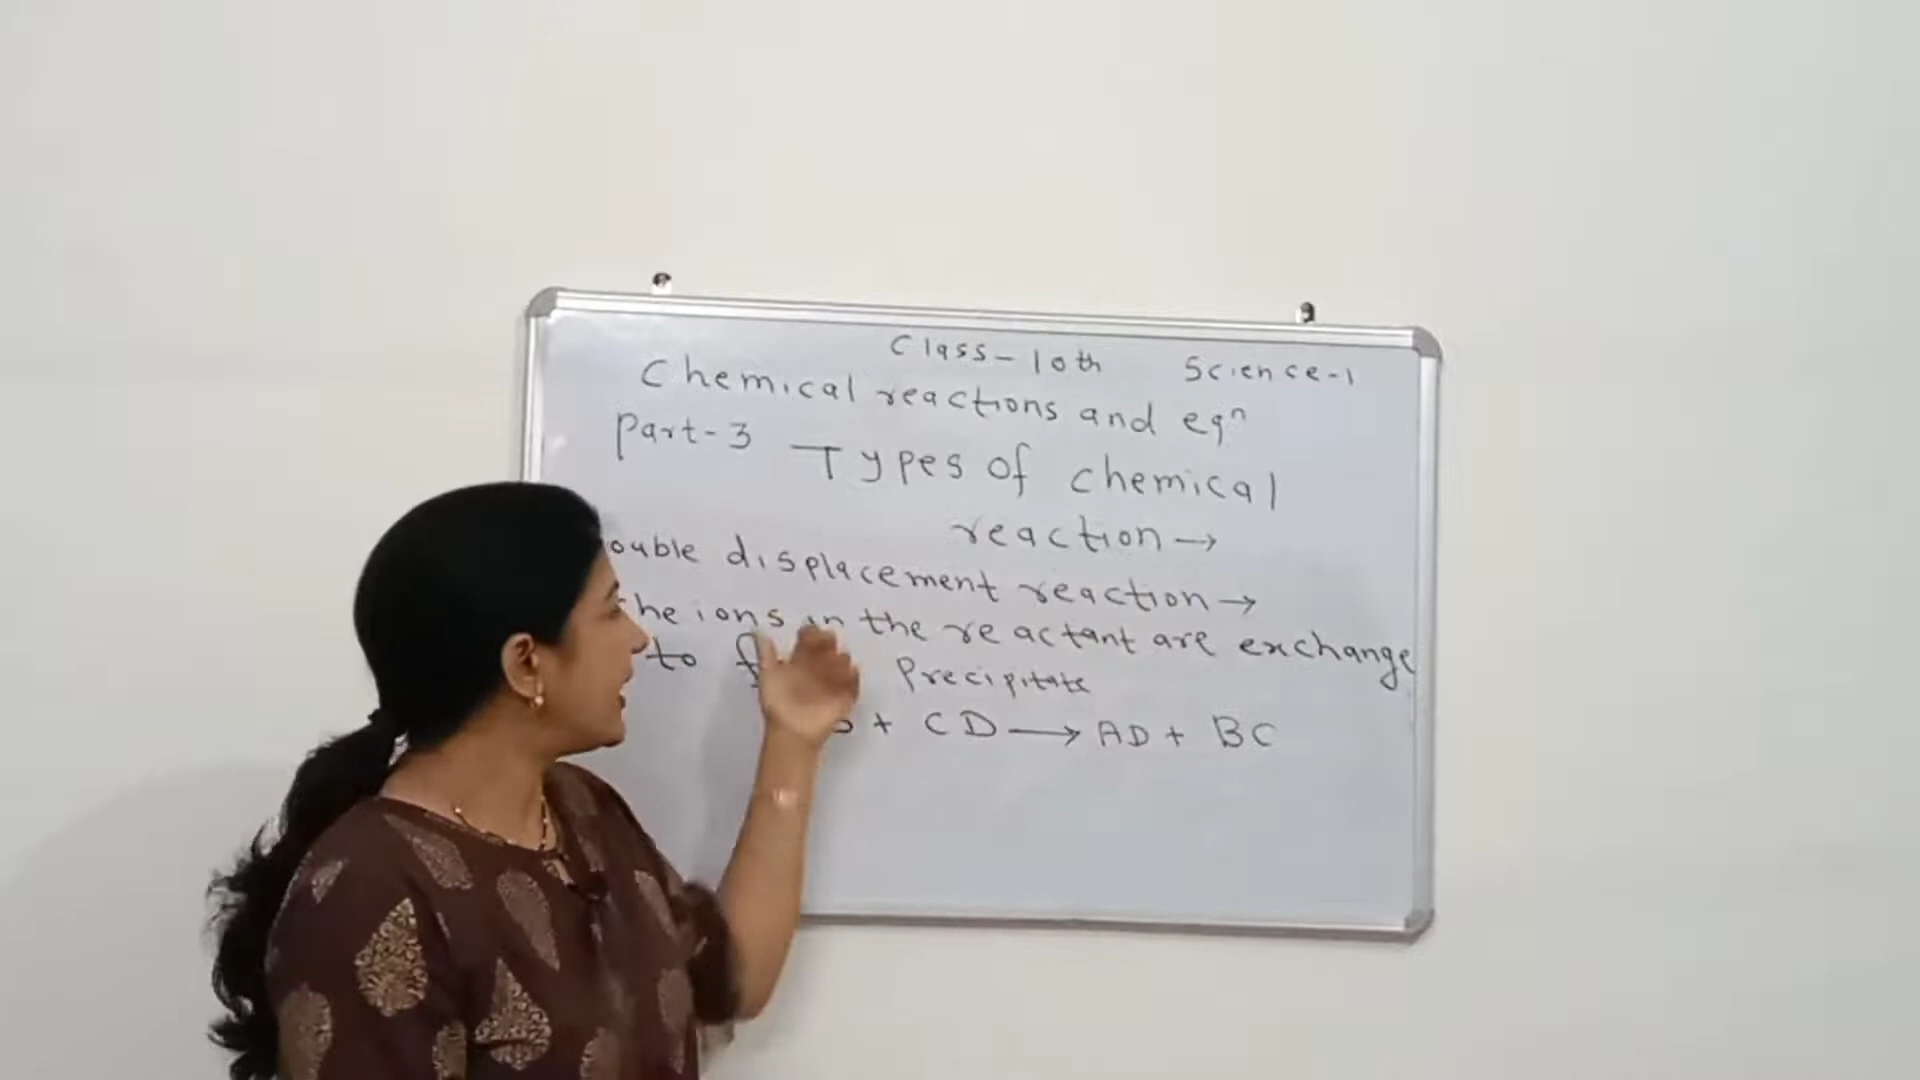 Class-10th Science-1
Chemical reactions and eqⁿ
Part-3 Types of chemical
reaction→
ouble displacement reaction→
he ions in the reactant are exchange
to Precipitate
+ CD → AD + BC